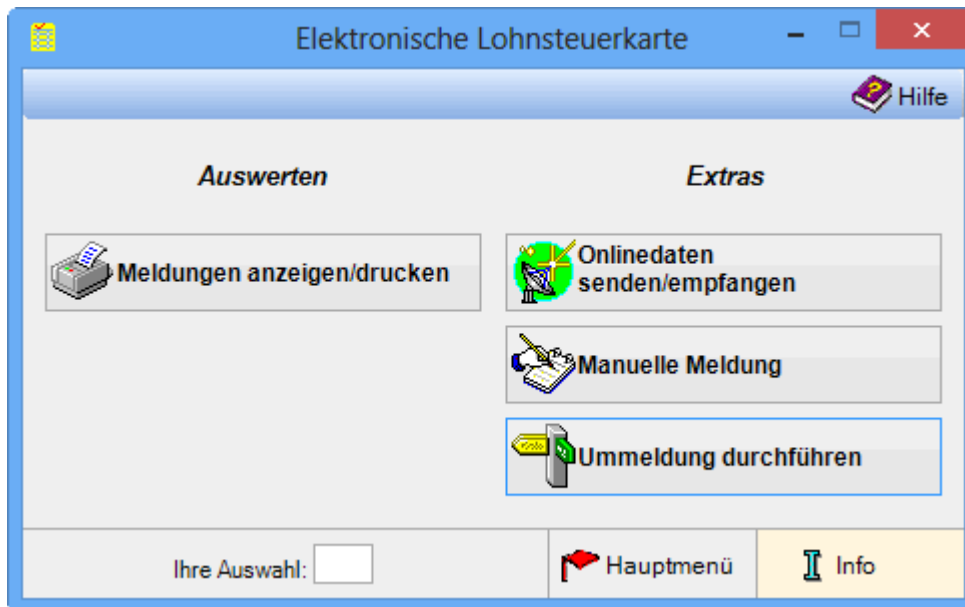 Elektronische Lohnsteuerkarte
Hilfe
Auswerten
Extras
Meldungen anzeigen/drucken
Onlinedaten
senden/empfangen
Manuelle Meldung
Ummeldung durchführen
Ihre Auswahl:
Hauptmenü
Info